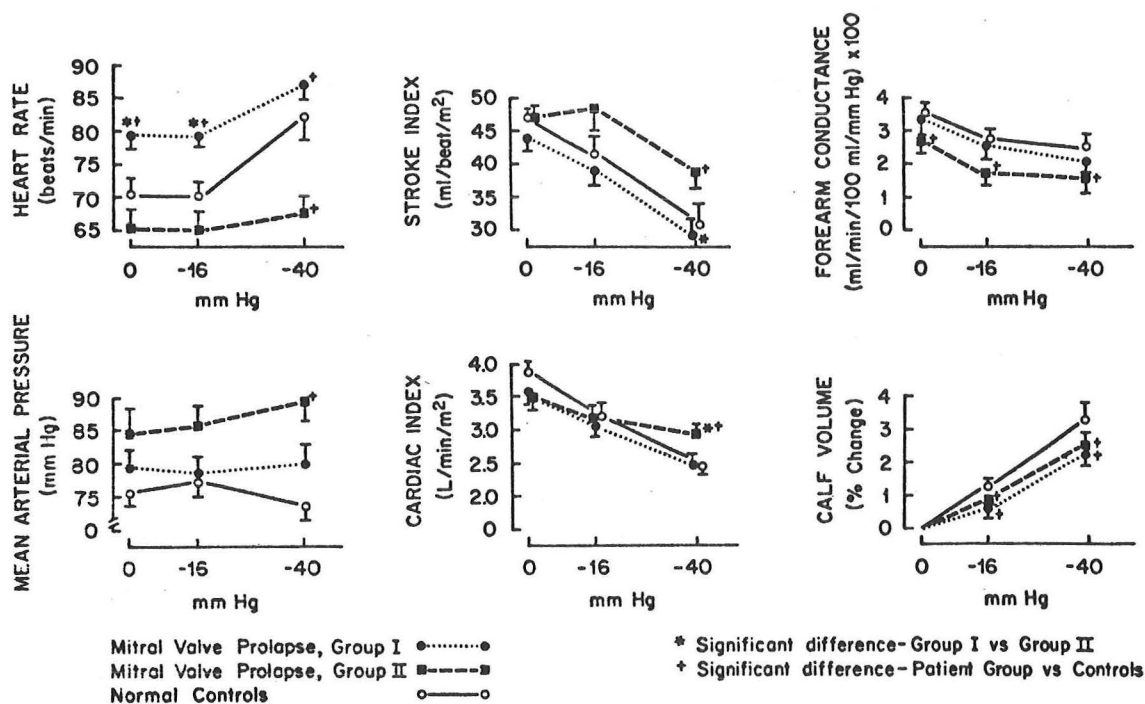 HEART RATE
(beats/min)
90
85
80
75
70
65
*†
*†
†
†
0 -16 -40
mm Hg
STROKE INDEX
(ml/beat/m²)
50
45
40
35
30
†
*
0 -16 -40
mm Hg
FOREARM CONDUCTANCE
(ml/min/100 ml/mm Hg) x100
4
3
2
1
0
†
†
†
0 -16 -40
mm Hg
MEAN ARTERIAL PRESSURE
(mm Hg)
90
85
80
75
0
†
0 -16 -40
mm Hg
CARDIAC INDEX
(L/min/m²)
4.0
3.5
3.0
2.5
2.0
0
*†
0 -16 -40
mm Hg
CALF VOLUME
(% Change)
4
3
2
1
0
†
†
†
†
0 -16 -40
mm Hg
Mitral Valve Prolapse, Group I
Mitral Valve Prolapse, Group II
Normal Controls
* Significant difference-Group I vs Group II
† Significant difference-Patient Group vs Controls